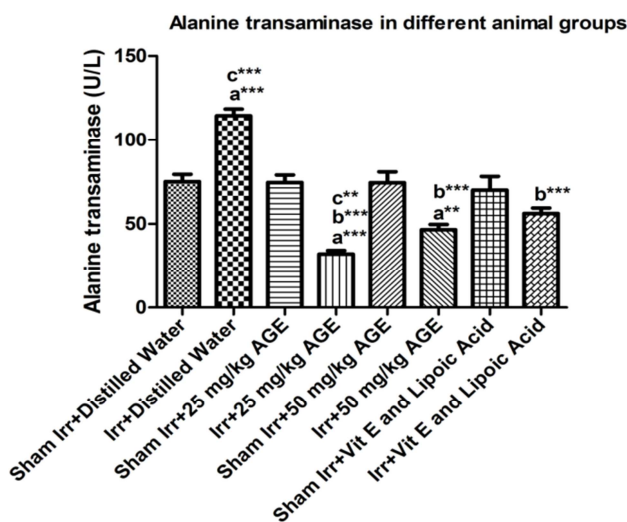 Alanine transaminase in different animal groups
Alanine transaminase (U/L)
150
100
50
0
c***
a***
c**
b***
a***
b***
a**
b***
Sham Irr+Distilled Water
Irr+Distilled Water
Sham Irr+25 mg/kg AGE
Irr+25 mg/kg AGE
Sham Irr+50 mg/kg AGE
Irr+50 mg/kg AGE
Sham Irr+Vit E and Lipoic Acid
Irr+Vit E and Lipoic Acid